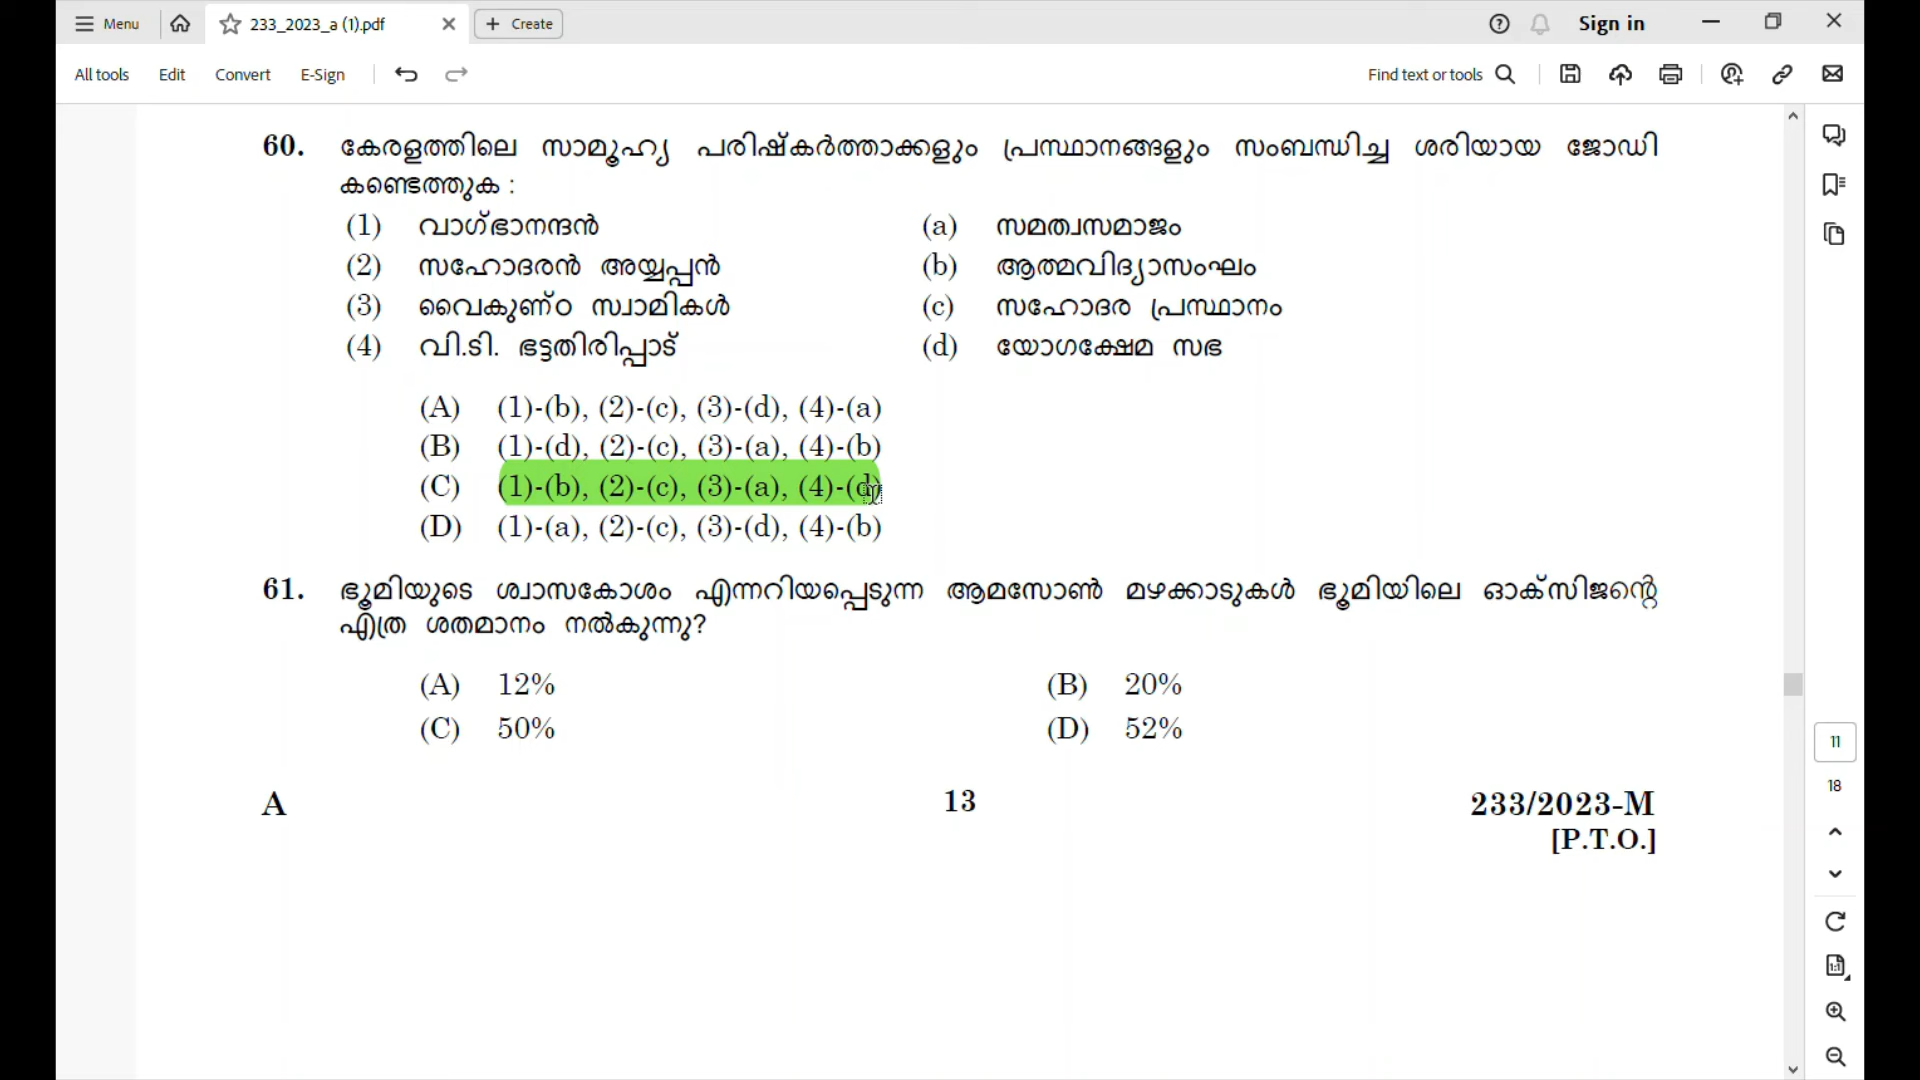 Menu
233_2023_a (1).pdf
Create
Sign in
All tools Edit Convert E-Sign
Find text or tools
60. കേരളത്തിലെ സാമൂഹ്യ പരിഷ്കർത്താക്കളും പ്രസ്ഥാനങ്ങളും സംബന്ധിച്ച ശരിയായ ജോഡി
കണ്ടെത്തുക :
(1) വാഗ്ഭാനന്ദൻ (a) സമത്വസമാജം
(2) സഹോദരൻ അയ്യപ്പൻ (b) ആത്മവിദ്യാസംഘം
(3) വൈകുണ്ഠ സ്വാമികൾ (c) സഹോദര പ്രസ്ഥാനം
(4) വി.ടി. ഭട്ടതിരിപ്പാട് (d) യോഗക്ഷേമ സഭ
(A) (1)-(b), (2)-(c), (3)-(d), (4)-(a)
(B) (1)-(d), (2)-(c), (3)-(a), (4)-(b)
(C) (1)-(b), (2)-(c), (3)-(a), (4)-(d)
(D) (1)-(a), (2)-(c), (3)-(d), (4)-(b)
61. ഭൂമിയുടെ ശ്വാസകോശം എന്നറിയപ്പെടുന്ന ആമസോൺ മഴക്കാടുകൾ ഭൂമിയിലെ ഓക്സിജന്റെ
എത്ര ശതമാനം നൽകുന്നു?
(A) 12% (B) 20%
(C) 50% (D) 52%
A 13 233/2023-M
[P.T.O.]
11
18